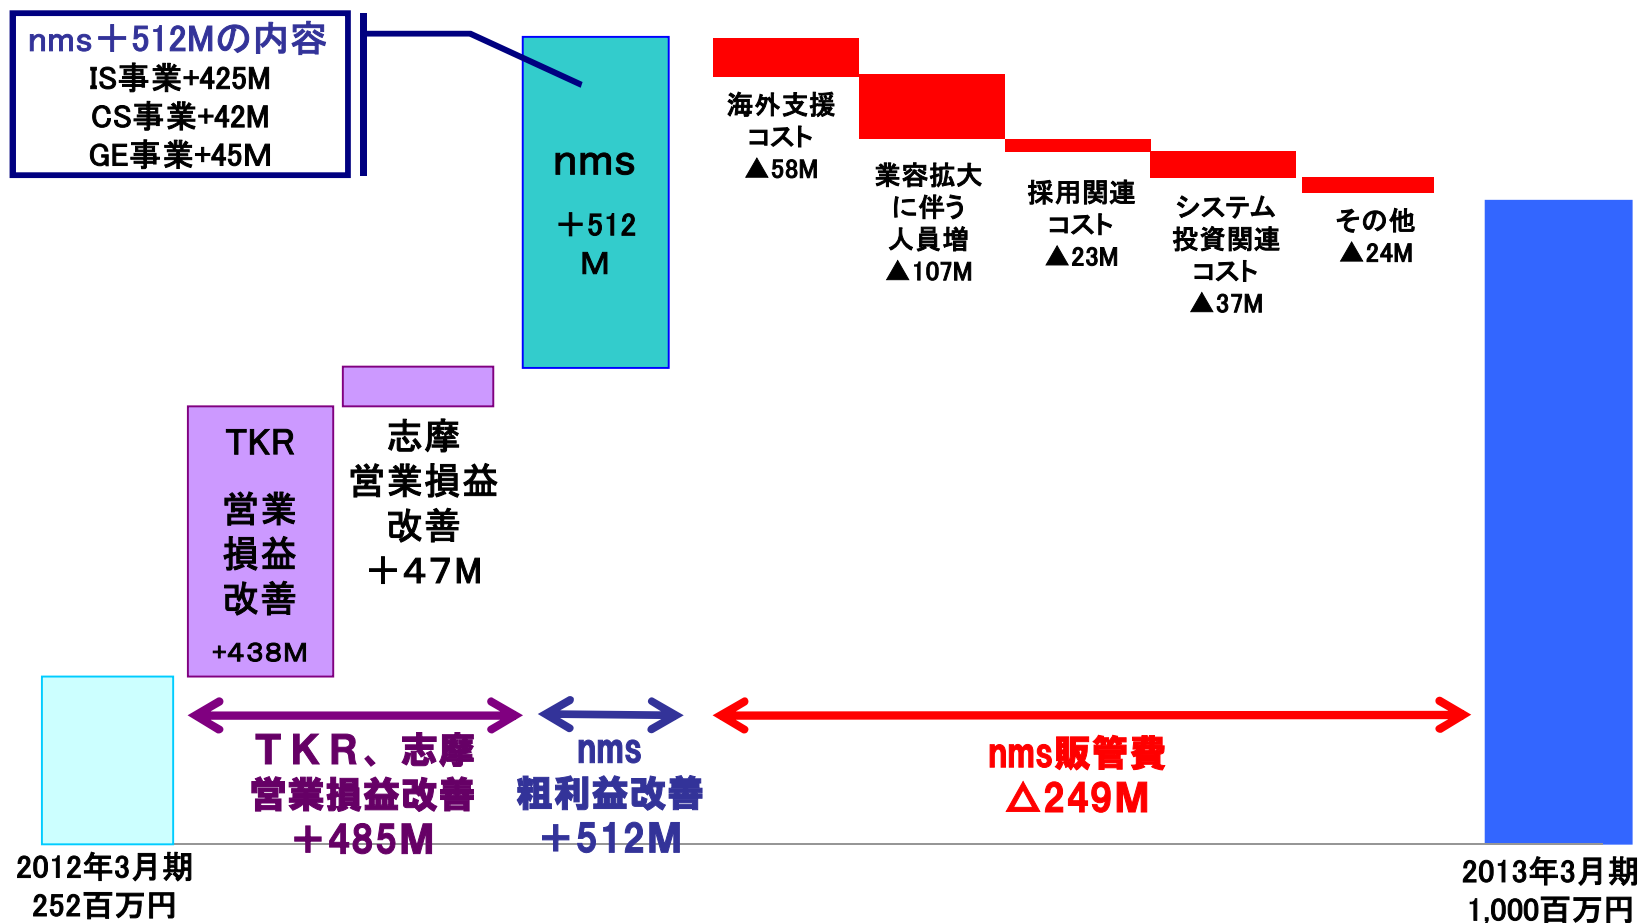 nms＋512Mの内容
IS事業+425M
CS事業+42M
GE事業+45M
TKR
営業
損益
改善
+438M
志摩
営業損益
改善
＋47M
nms
＋512
M
海外支援
コスト
▲58M
業容拡大
に伴う
人員増
▲107M
採用関連
コスト
▲23M
システム
投資関連
コスト
▲37M
その他
▲24M
ＴＫＲ、志摩
営業損益改善
＋485M
nms
粗利益改善
＋512M
nms販管費
△249M
2012年3月期
252百万円
2013年3月期
1,000百万円